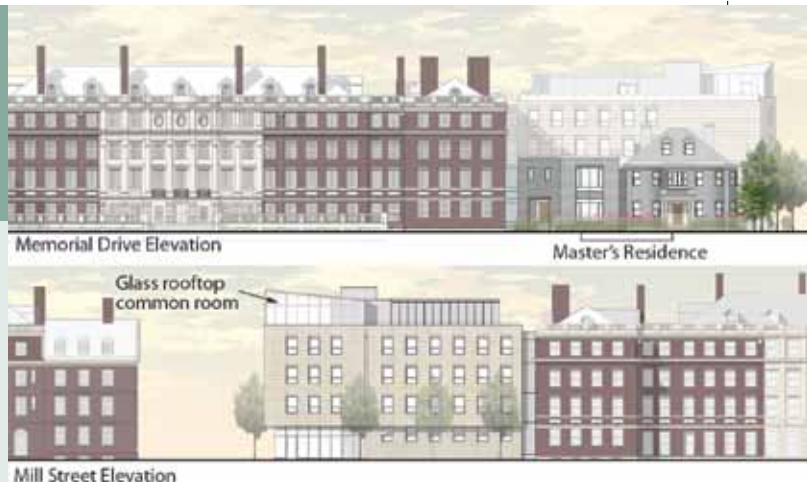 Memorial Drive Elevation
Master's Residence
Glass rooftop
common room
Mill Street Elevation